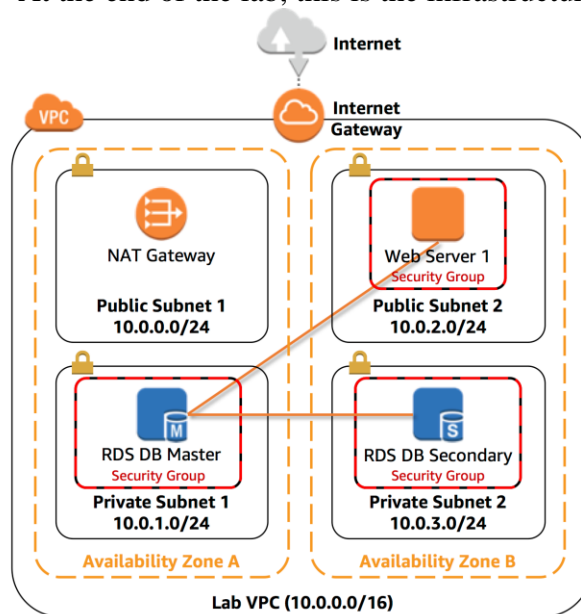 Internet
VPC
Internet
Gateway
NAT Gateway
Public Subnet 1
10.0.0.0/24
Web Server 1
Security Group
Public Subnet 2
10.0.2.0/24
M
RDS DB Master
Security Group
Private Subnet 1
10.0.1.0/24
S
RDS DB Secondary
Security Group
Private Subnet 2
10.0.3.0/24
Availability Zone A
Availability Zone B
Lab VPC (10.0.0.0/16)